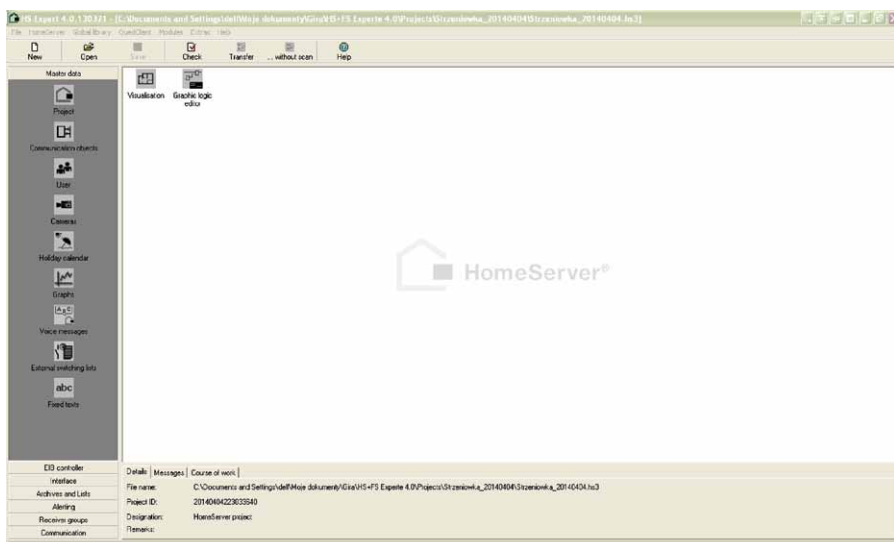 HS Expert 4.0.130321 - [C:\Documents and Settings\dell\Moje dokumenty\Gira\HS+FS Experte 4.0\Projects\Strzeniowka_20140404\Strzeniowka_20140404.hs3]
File HomeServer Global library QuadClient Modules Extras Help
New Open Save Check Transfer ... without scan Help
Master data
Project
Communication objects
User
Cameras
Holiday calendar
Graphs
Voice messages
External switching lists
abc
Fixed texts
EIB controller
Interface
Archives and Lists
Alerting
Receiver groups
Communication
Visualisation Graphic logic
editor
HomeServer®
Details Messages Course of work
File name: C:\Documents and Settings\dell\Moje dokumenty\Gira\HS+FS Experte 4.0\Projects\Strzeniowka_20140404\Strzeniowka_20140404.hs3
Project ID: 20140404223833640
Designation: HomeServer project
Remarks: